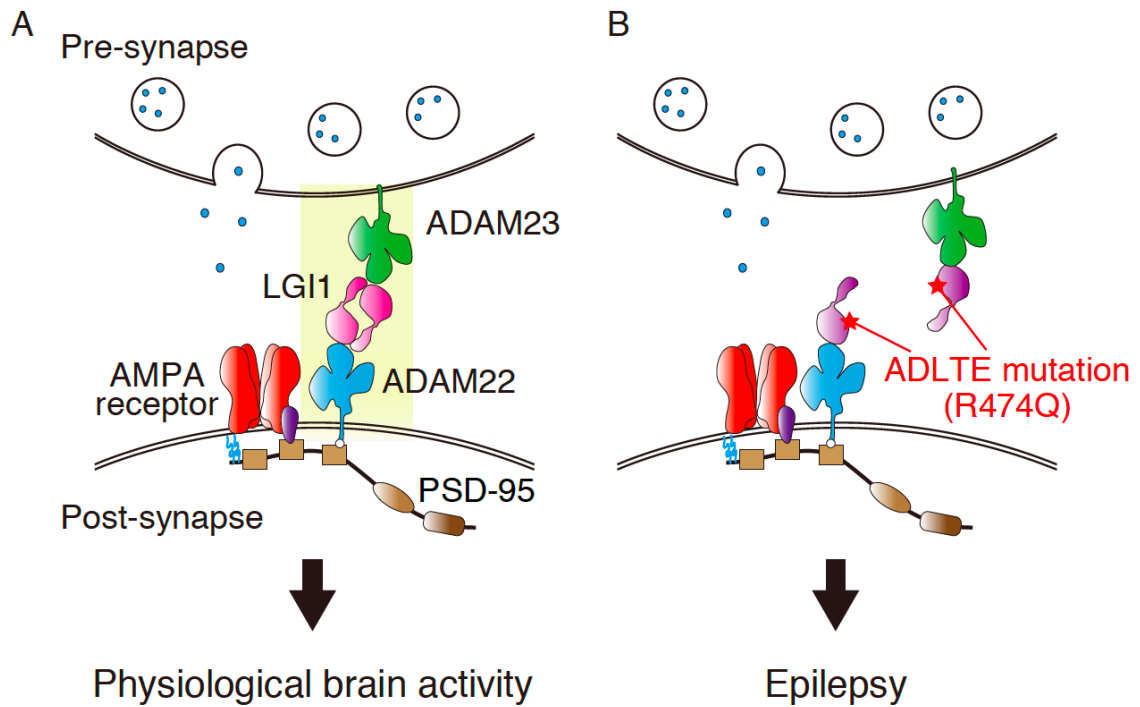 A
Pre-synapse
ADAM23
LGI1
AMPA
receptor
ADAM22
PSD-95
Post-synapse
Physiological brain activity
B
ADLTE mutation
(R474Q)
Epilepsy